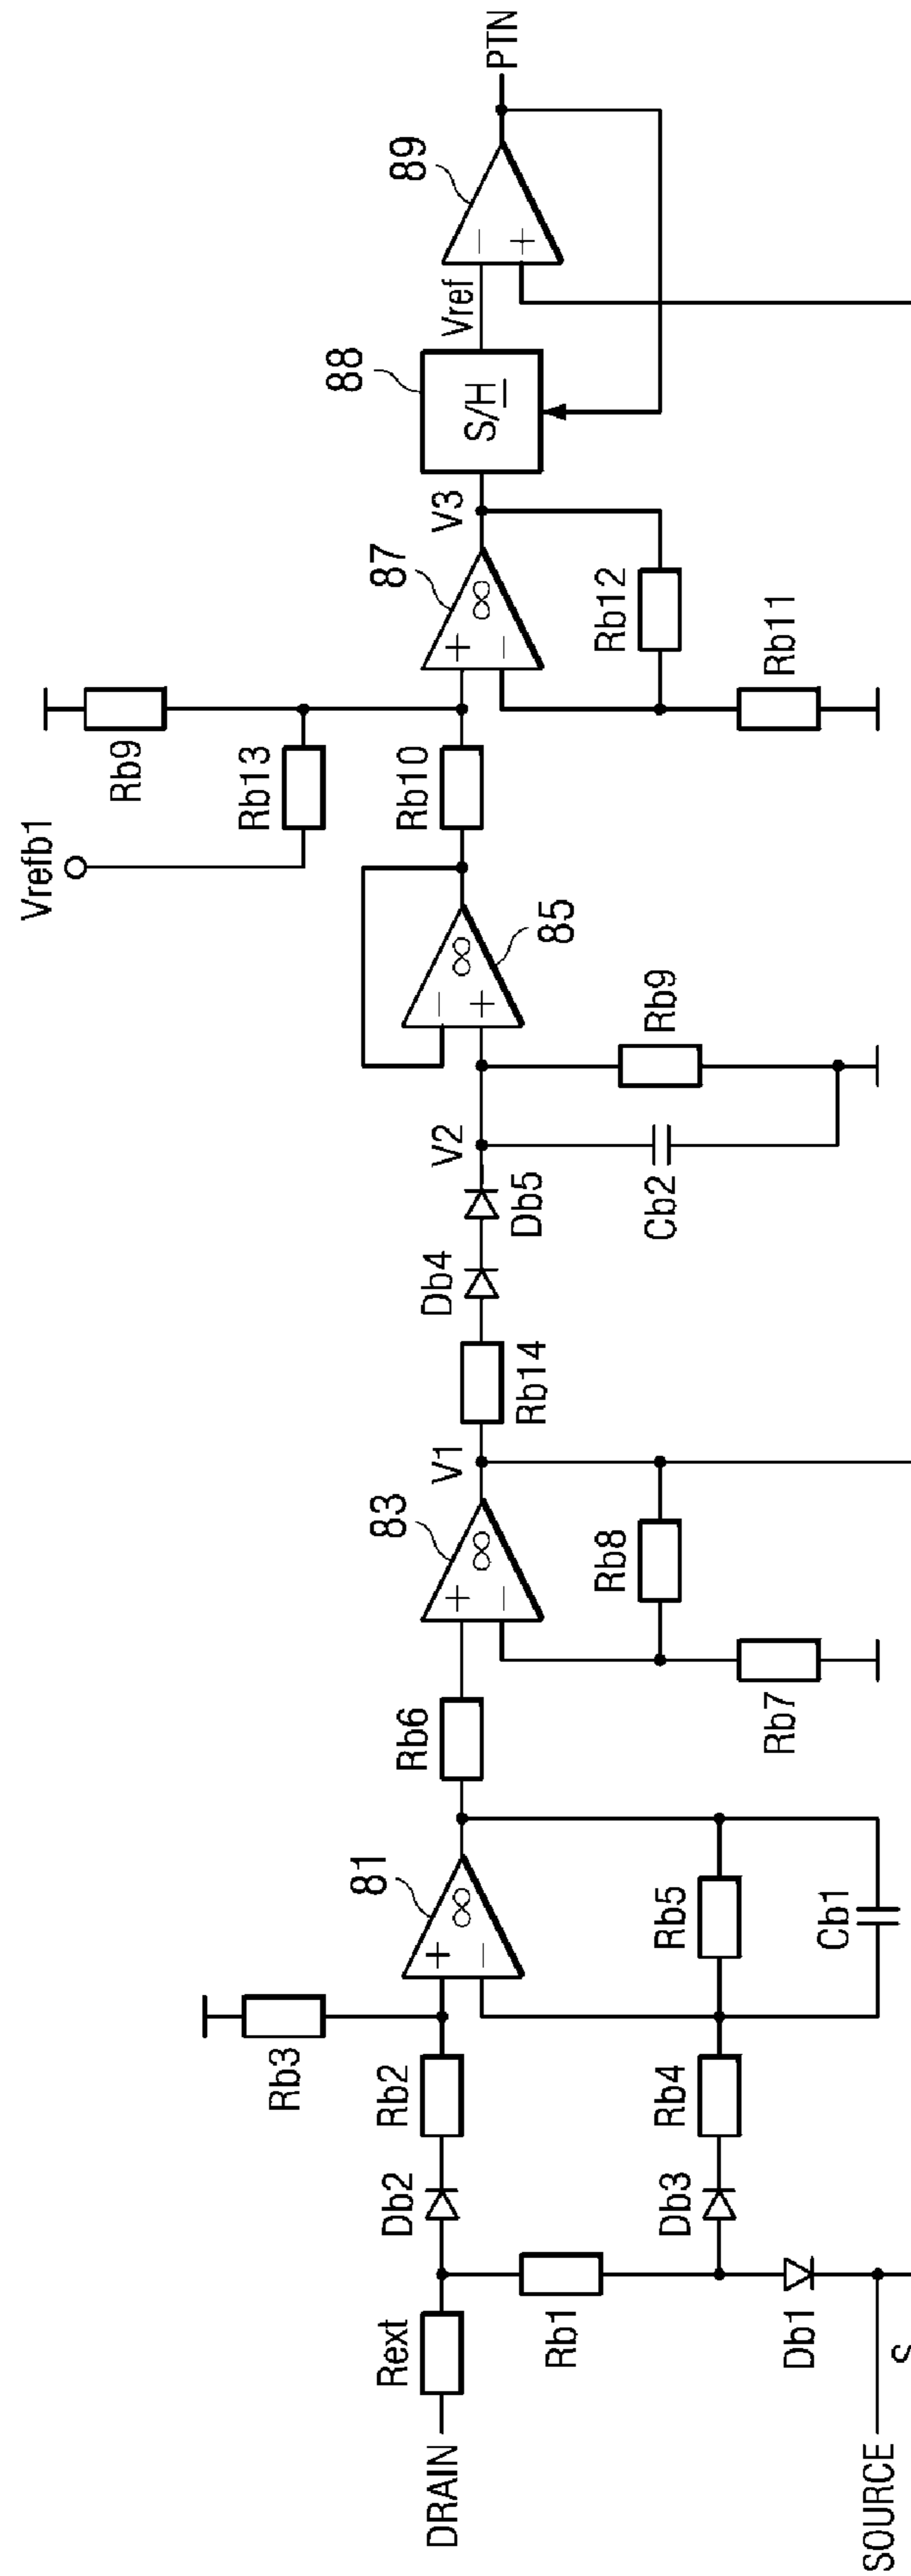 DRAIN
Rext
Db2
Rb2
Rb3
+
−
∞
81
Rb1
Db3
Rb4
Rb5
Cb1
Db1
SOURCE
Rb6
+
−
∞
83
Rb7
Rb8
V1
Rb14
Db4
Db5
V2
Cb2
Rb9
−
+
∞
85
Vrefb1
Rb9
Rb13
Rb10
+
−
∞
87
Rb12
Rb11
V3
88
S/H
Vref
−
+
89
PTN